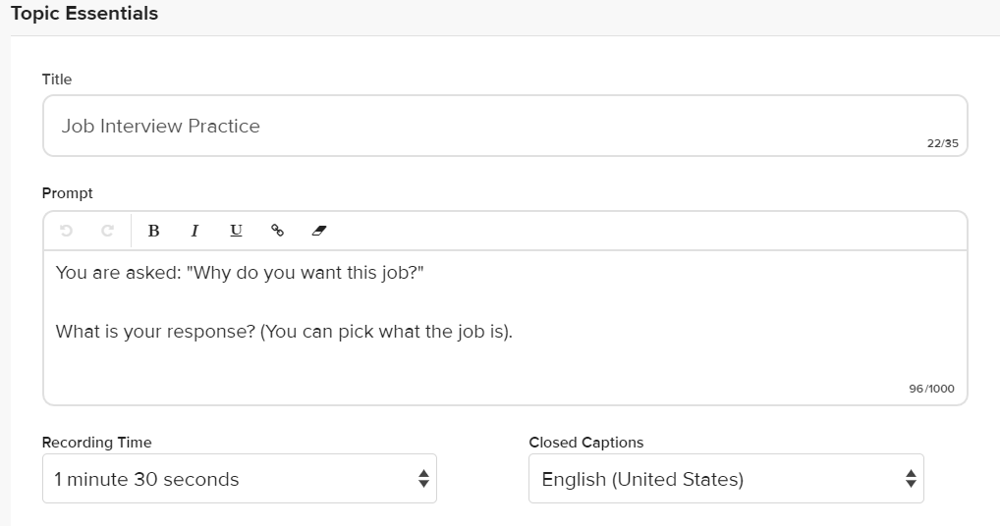 Topic Essentials
Title
Job Interview Practice
22/35
Prompt
B I U
You are asked: "Why do you want this job?"
What is your response? (You can pick what the job is).
96/1000
Recording Time
Closed Captions
1 minute 30 seconds
English (United States)